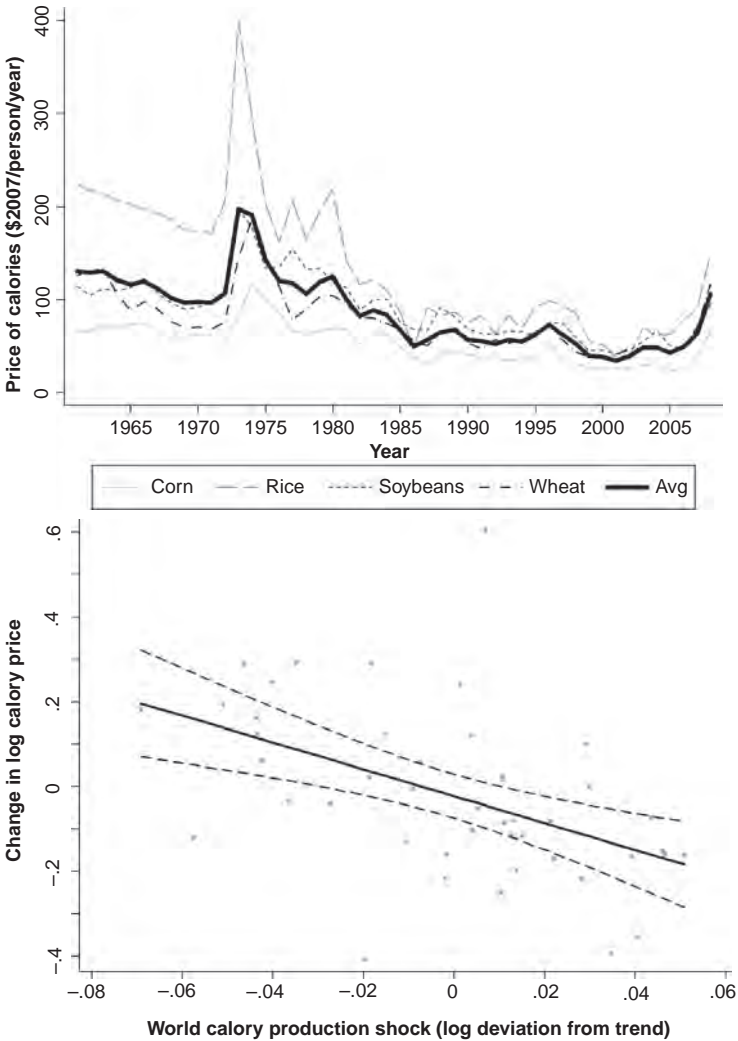 400
300
200
100
0
Price of calories ($2007/person/year)
1965 1970 1975 1980 1985 1990 1995 2000 2005
Year
Corn Rice Soybeans Wheat Avg
.6
.4
.2
0
–.2
–.4
Change in log calory price
–.08 –.06 –.04 –.02 0 .02 .04 .06
World calory production shock (log deviation from trend)